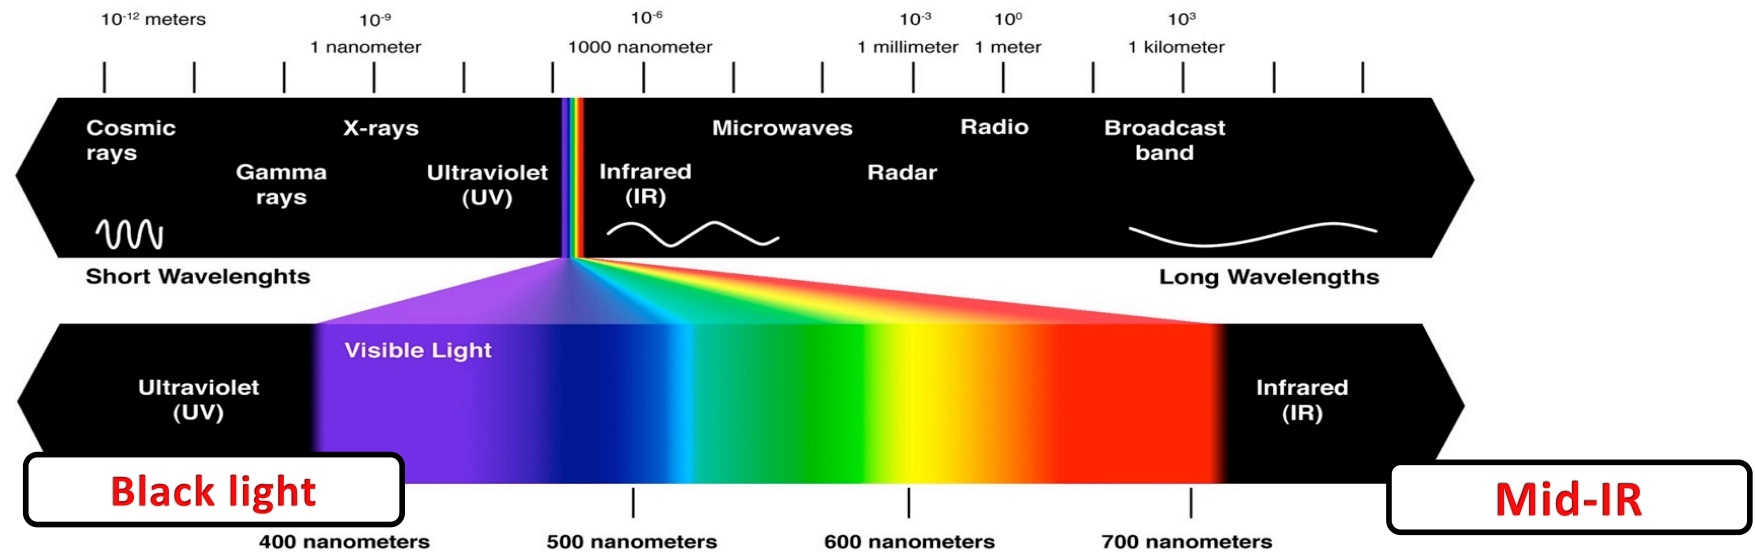 10-12 meters 10-9 10-6 10-3 100 103
1 nanometer 1000 nanometer 1 millimeter 1 meter 1 kilometer
Cosmic
rays
X-rays
Microwaves
Radio
Broadcast
band
Gamma
rays
Ultraviolet
(UV)
Infrared
(IR)
Radar
Short Wavelenghts
Long Wavelengths
Visible Light
Ultraviolet
(UV)
Infrared
(IR)
Black light
Mid-IR
400 nanometers 500 nanometers 600 nanometers 700 nanometers